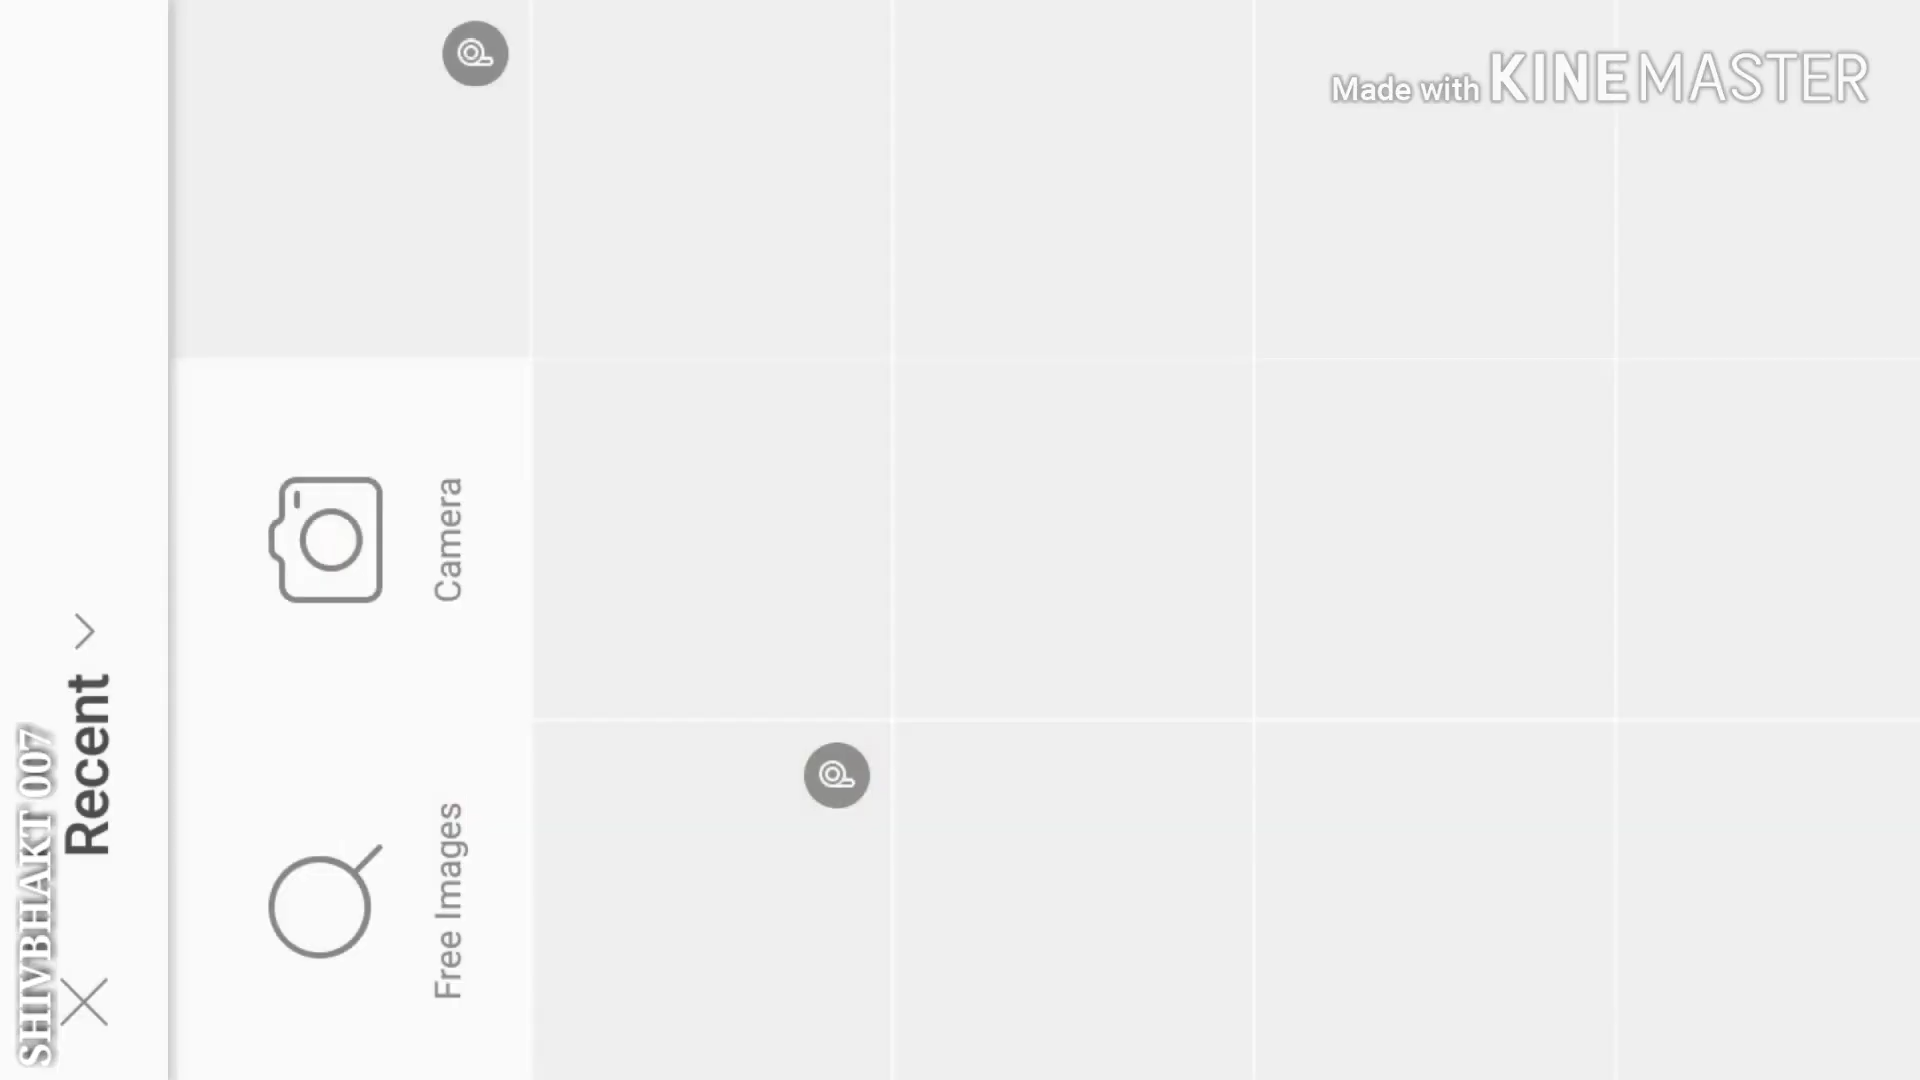 Made with KINEMASTER
SHIVBHAKT 007
Recent
Free Images
Camera